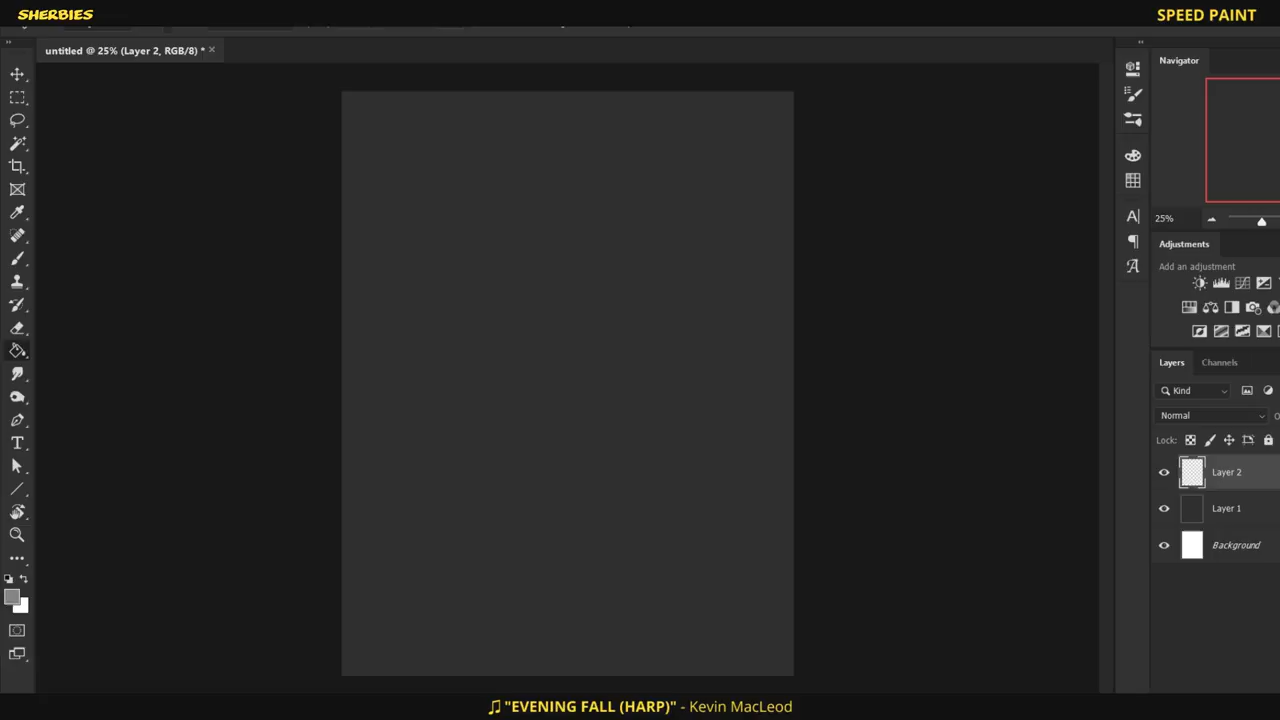 SHERBIES
SPEED PAINT
untitled @ 25% (Layer 2, RGB/8) *
Navigator
25%
Adjustments
Add an adjustment
Layers
Channels
Kind
Normal
Lock:
Layer 2
Layer 1
Background
♫ "EVENING FALL (HARP)" - Kevin MacLeod